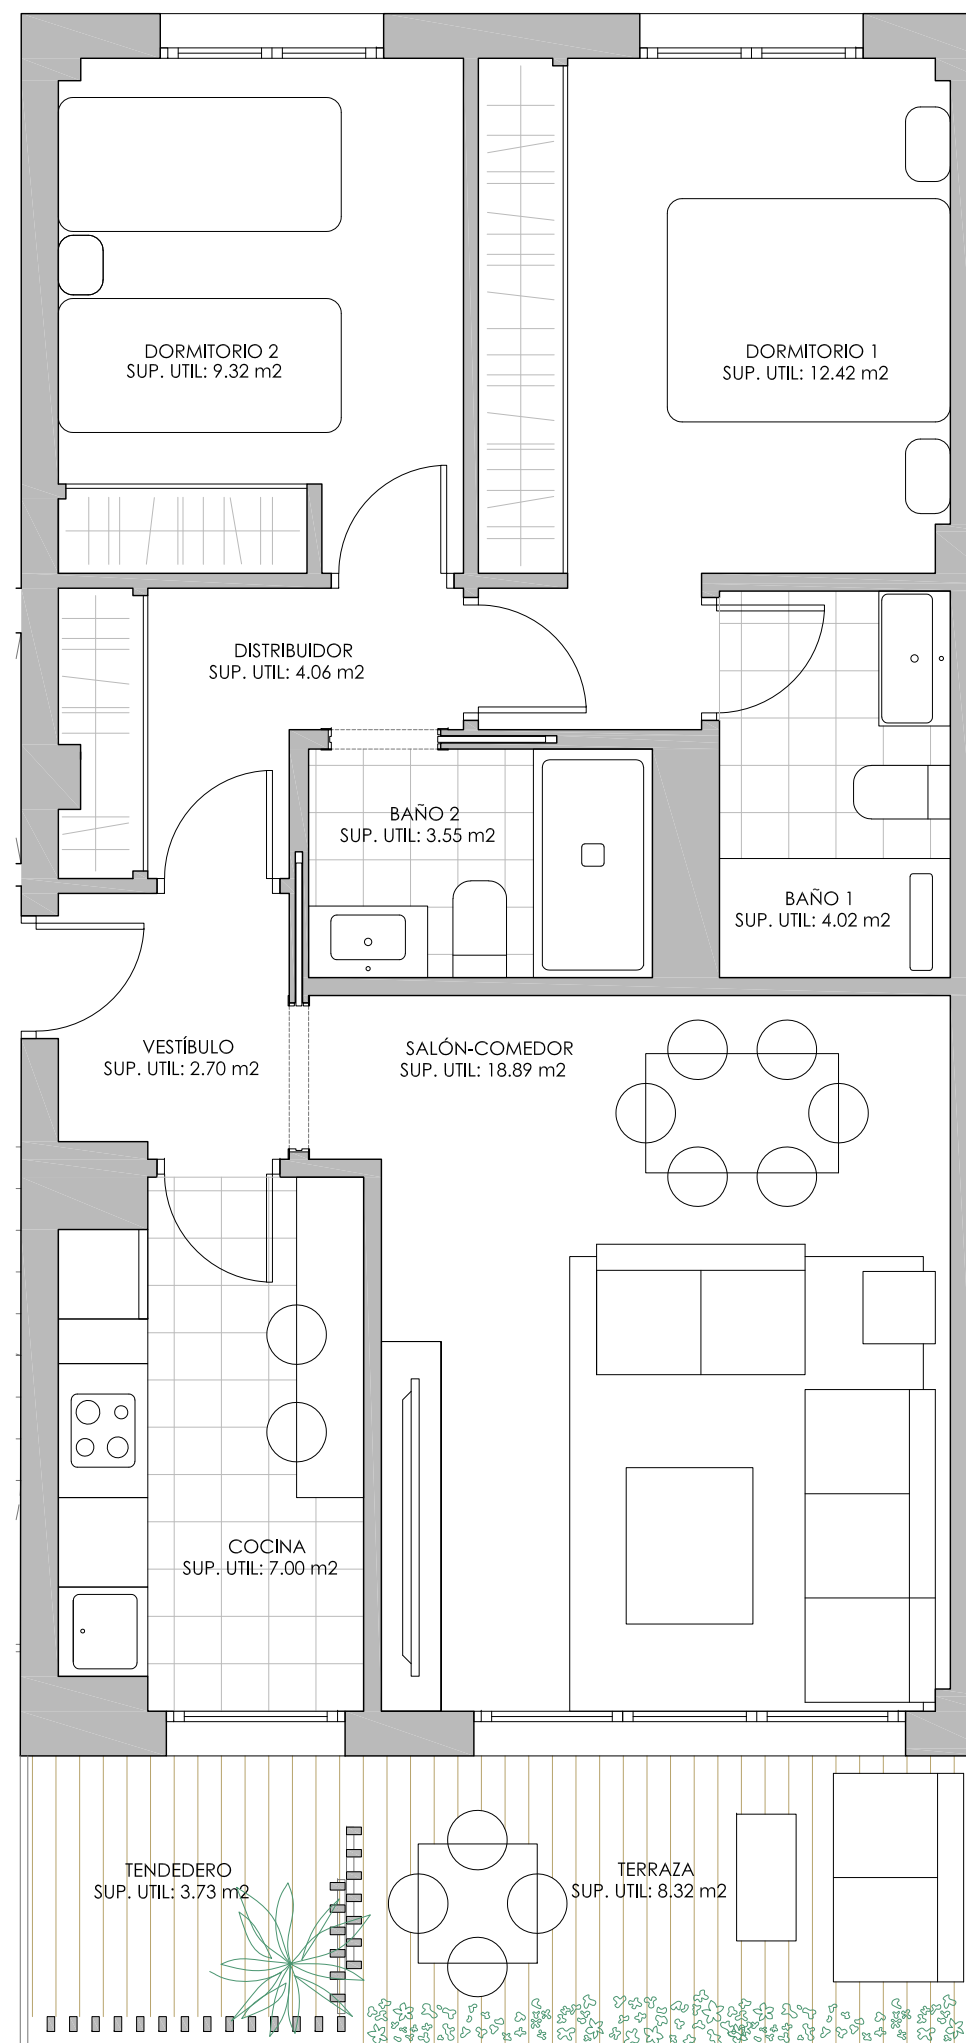 DORMITORIO 2
SUP. UTIL: 9.32 m2
DORMITORIO 1
SUP. UTIL: 12.42 m2
DISTRIBUIDOR
SUP. UTIL: 4.06 m2
BAÑO 2
SUP. UTIL: 3.55 m2
BAÑO 1
SUP. UTIL: 4.02 m2
VESTÍBULO
SUP. UTIL: 2.70 m2
SALÓN-COMEDOR
SUP. UTIL: 18.89 m2
COCINA
SUP. UTIL: 7.00 m2
TENDEDERO
SUP. UTIL: 3.73 m2
TERRAZA
SUP. UTIL: 8.32 m2